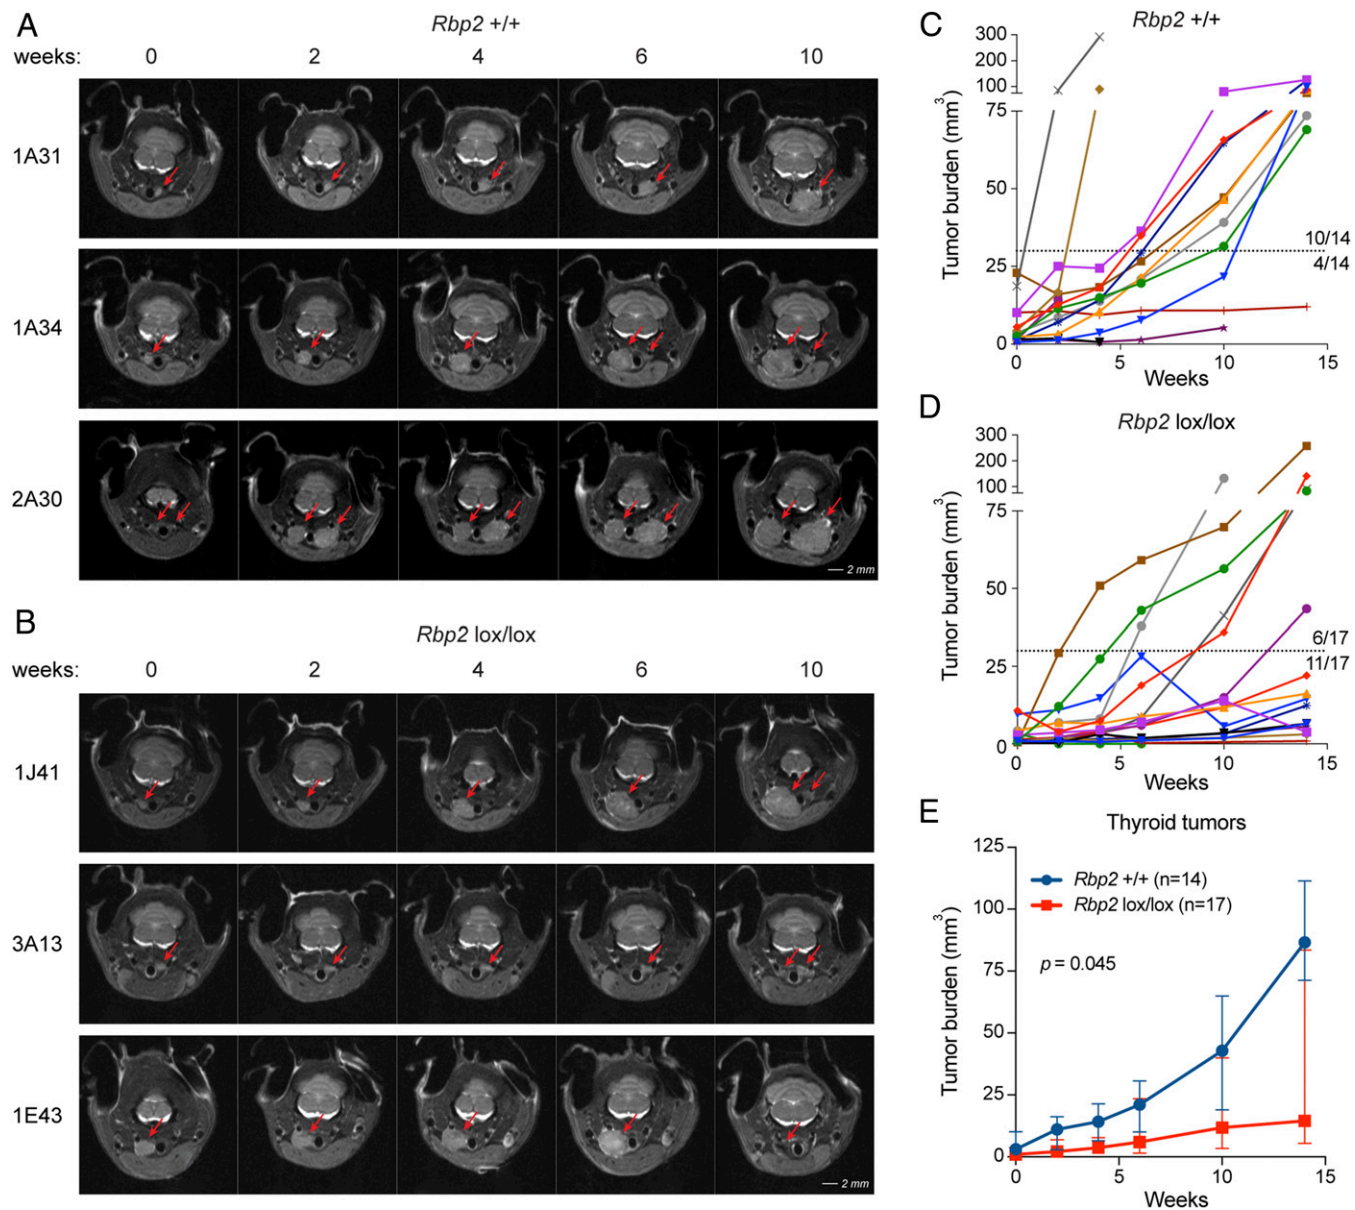 A
Rbp2 +/+
weeks: 0 2 4 6 10
1A31
1A34
2A30
2 mm
B
Rbp2 lox/lox
weeks: 0 2 4 6 10
1J41
3A13
1E43
2 mm
C
Rbp2 +/+
Tumor burden (mm³)
300
200
100
75
50
25
0
10/14
4/14
0 5 10 15
Weeks
D
Rbp2 lox/lox
Tumor burden (mm³)
300
200
100
75
50
25
0
6/17
11/17
0 5 10 15
Weeks
E
Thyroid tumors
Tumor burden (mm³)
125
100
75
50
25
0
Rbp2 +/+ (n=14)
Rbp2 lox/lox (n=17)
p = 0.045
0 5 10 15
Weeks